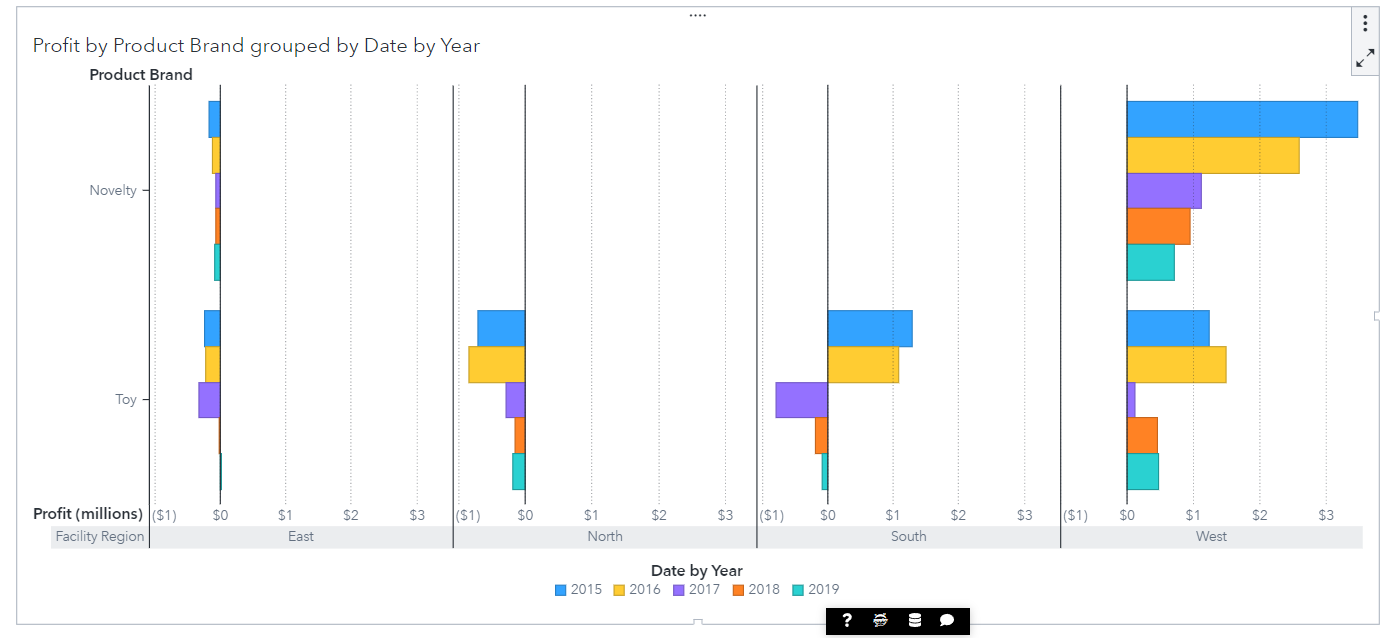 Profit by Product Brand grouped by Date by Year
Product Brand
Novelty
Toy
Profit (millions) ($1) $0 $1 $2 $3 ($1) $0 $1 $2 $3 ($1) $0 $1 $2 $3 ($1) $0 $1 $2 $3
Facility Region East North South West
Date by Year
2015 2016 2017 2018 2019
?